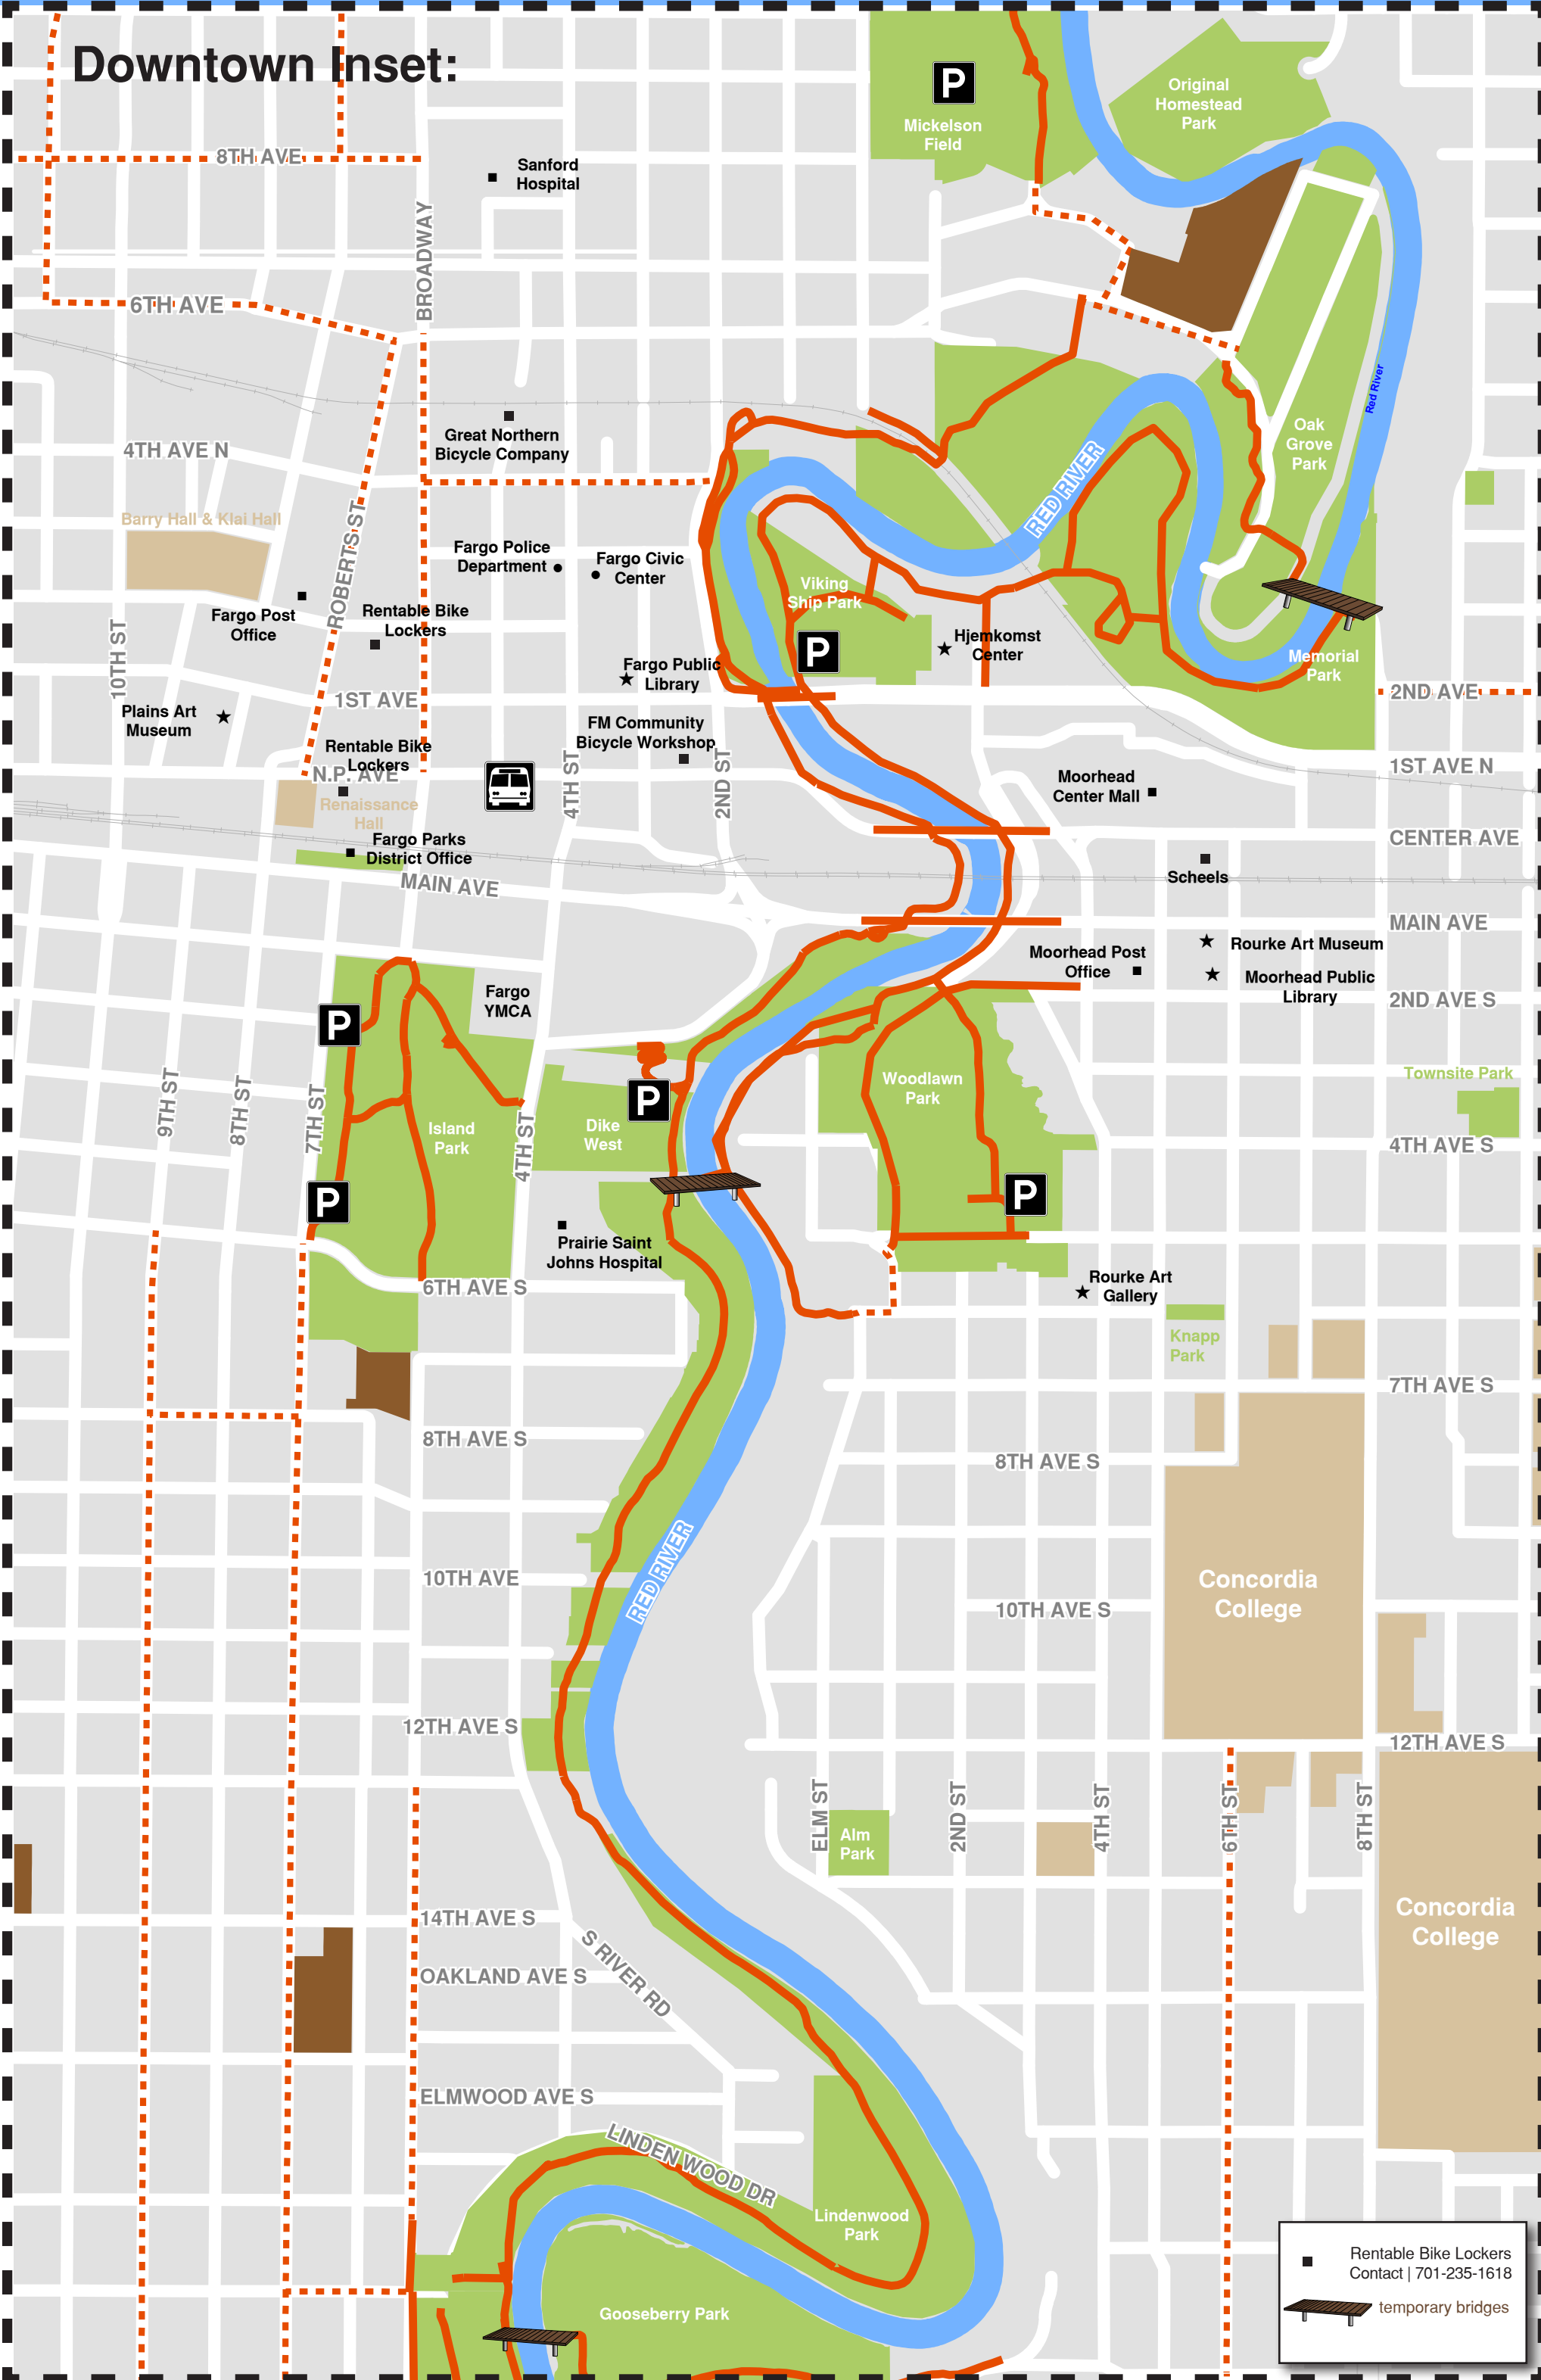 Downtown Inset:
P
Mickelson
Field
Original
Homestead
Park
8TH AVE
Sanford
Hospital
BROADWAY
6TH AVE
Red River
Great Northern
Bicycle Company
4TH AVE N
Oak
Grove
Park
RED RIVER
Barry Hall & Klai Hall
ROBERTS ST
Fargo Police
Department
Fargo Civic
Center
Viking
Ship Park
Fargo Post
Office
Rentable Bike
Lockers
P
Hjemkomst
Center
10TH ST
Fargo Public
Library
Memorial
Park
2ND AVE
1ST AVE
Plains Art
Museum
FM Community
Bicycle Workshop
Rentable Bike
Lockers
N.P. AVE
4TH ST
2ND ST
1ST AVE N
Moorhead
Center Mall
Renaissance
Hall
Fargo Parks
District Office
CENTER AVE
MAIN AVE
Scheels
MAIN AVE
Rourke Art Museum
Moorhead Post
Office
Moorhead Public
Library
Fargo
YMCA
2ND AVE S
P
Woodlawn
Park
Townsite Park
9TH ST
8TH ST
7TH ST
P
Island
Park
4TH ST
Dike
West
4TH AVE S
P
P
Prairie Saint
Johns Hospital
6TH AVE S
Rourke Art
Gallery
Knapp
Park
7TH AVE S
8TH AVE S
8TH AVE S
RED RIVER
10TH AVE
Concordia
College
10TH AVE S
12TH AVE S
12TH AVE S
ELM ST
2ND ST
4TH ST
6TH ST
8TH ST
Alm
Park
14TH AVE S
S RIVER RD
Concordia
College
OAKLAND AVE S
ELMWOOD AVE S
LINDEN WOOD DR
Lindenwood
Park
Gooseberry Park
Rentable Bike Lockers
Contact | 701-235-1618
temporary bridges